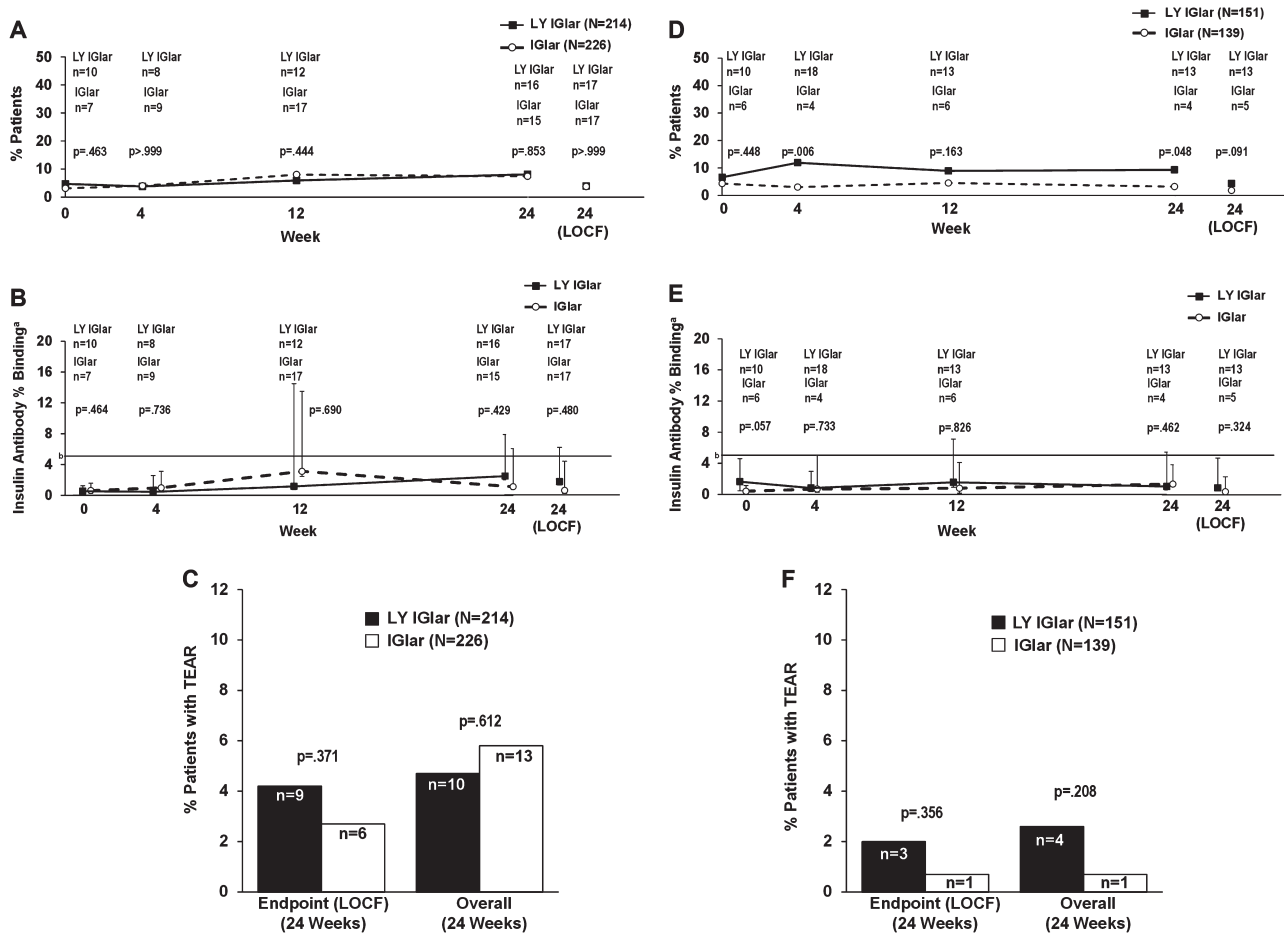 A
LY IGlar (N=214)
IGlar (N=226)
% Patients
50
40
30
20
10
0
LY IGlar
n=10
IGlar
n=7
p=.463
LY IGlar
n=8
IGlar
n=9
p>.999
LY IGlar
n=12
IGlar
n=17
p=.444
LY IGlar
n=16
IGlar
n=15
p=.853
LY IGlar
n=17
IGlar
n=17
p>.999
0 4 12 24 24
(LOCF)
Week
D
LY IGlar (N=151)
IGlar (N=139)
% Patients
50
40
30
20
10
0
LY IGlar
n=10
IGlar
n=6
p=.448
LY IGlar
n=18
IGlar
n=4
p=.006
LY IGlar
n=13
IGlar
n=6
p=.163
LY IGlar
n=13
IGlar
n=4
p=.048
LY IGlar
n=13
IGlar
n=5
p=.091
0 4 12 24 24
(LOCF)
Week
B
LY IGlar
IGlar
Insulin Antibody % Bindingᵃ
20
16
12
8
b
4
0
LY IGlar
n=10
IGlar
n=7
p=.464
LY IGlar
n=8
IGlar
n=9
p=.736
LY IGlar
n=12
IGlar
n=17
p=.690
LY IGlar
n=16
IGlar
n=15
p=.429
LY IGlar
n=17
IGlar
n=17
p=.480
0 4 12 24 24
(LOCF)
Week
E
LY IGlar
IGlar
Insulin Antibody % Bindingᵃ
20
16
12
8
b
4
0
LY IGlar
n=10
IGlar
n=6
p=.057
LY IGlar
n=18
IGlar
n=4
p=.733
LY IGlar
n=13
IGlar
n=6
p=.826
LY IGlar
n=13
IGlar
n=4
p=.462
LY IGlar
n=13
IGlar
n=5
p=.324
0 4 12 24 24
(LOCF)
Week
C
% Patients with TEAR
12
10
8
6
4
2
0
LY IGlar (N=214)
IGlar (N=226)
p=.371
n=9
n=6
p=.612
n=10
n=13
Endpoint (LOCF)
(24 Weeks)
Overall
(24 Weeks)
F
% Patients with TEAR
12
10
8
6
4
2
0
LY IGlar (N=151)
IGlar (N=139)
p=.356
n=3
n=1
p=.208
n=4
n=1
Endpoint (LOCF)
(24 Weeks)
Overall
(24 Weeks)